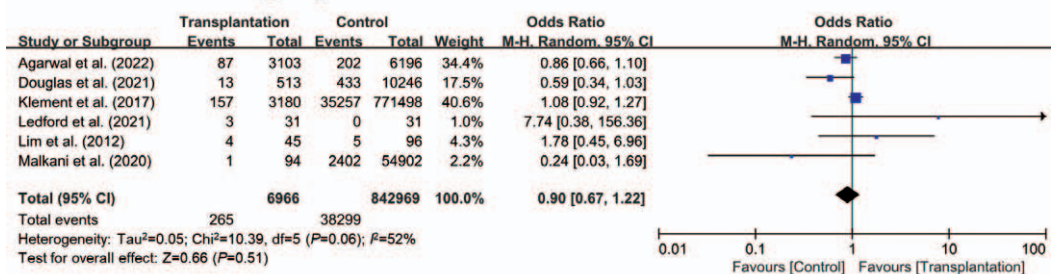 Transplantation Control Odds Ratio Odds Ratio
Study or Subgroup Events Total Events Total Weight M-H. Random. 95% CI M-H. Random. 95% CI
Agarwal et al. (2022) 87 3103 202 6196 34.4% 0.86 [0.66, 1.10]
Douglas et al. (2021) 13 513 433 10246 17.5% 0.59 [0.34, 1.03]
Klement et al. (2017) 157 3180 35257 771498 40.6% 1.08 [0.92, 1.27]
Ledford et al. (2021) 3 31 0 31 1.0% 7.74 [0.38, 156.36]
Lim et al. (2012) 4 45 5 96 4.3% 1.78 [0.45, 6.96]
Malkani et al. (2020) 1 94 2402 54902 2.2% 0.24 [0.03, 1.69]
Total (95% CI) 6966 842969 100.0% 0.90 [0.67, 1.22]
Total events 265 38299
Heterogeneity: Tau²=0.05; Chi²=10.39, df=5 (P=0.06); I²=52%
Test for overall effect: Z=0.66 (P=0.51)
0.01 0.1 1 10 100
Favours [Control] Favours [Transplantation]